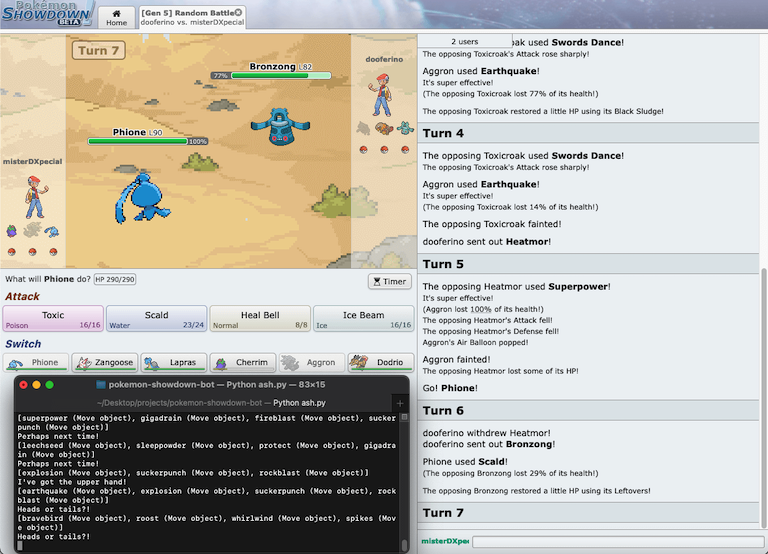 Pokémon
SHOWDOWN
BETA
Home
[Gen 5] Random Battle
dooferino vs. misterDXpecial
Turn 7
Bronzong L82
77%
dooferino
Phione L90
100%
misterDXpecial
What will Phione do? HP 290/290
Timer
Attack
Toxic
Poison 16/16
Scald
Water 23/24
Heal Bell
Normal 8/8
Ice Beam
Ice 16/16
Switch
Phione
Zangoose
Lapras
Cherrim
Aggron
Dodrio
pokemon-showdown-bot — Python ash.py — 83×15
~/Desktop/projects/pokemon-showdown-bot — Python ash.py
[superpower (Move object), gigadrain (Move object), fireblast (Move object), sucker
punch (Move object)]
Perhaps next time!
[leechseed (Move object), sleeppowder (Move object), protect (Move object), gigadra
in (Move object)]
Perhaps next time!
[explosion (Move object), suckerpunch (Move object), rockblast (Move object)]
I've got the upper hand!
[earthquake (Move object), explosion (Move object), suckerpunch (Move object), rock
blast (Move object)]
Heads or tails?!
[bravebird (Move object), roost (Move object), whirlwind (Move object), spikes (Mov
e object)]
Heads or tails?!
2 users
used Swords Dance!
The opposing Toxicroak's Attack rose sharply!
Aggron used Earthquake!
It's super effective!
(The opposing Toxicroak lost 77% of its health!)
The opposing Toxicroak restored a little HP using its Black Sludge!
Turn 4
The opposing Toxicroak used Swords Dance!
The opposing Toxicroak's Attack rose sharply!
Aggron used Earthquake!
It's super effective!
(The opposing Toxicroak lost 14% of its health!)
The opposing Toxicroak fainted!
dooferino sent out Heatmor!
Turn 5
The opposing Heatmor used Superpower!
It's super effective!
(Aggron lost 100% of its health!)
The opposing Heatmor's Attack fell!
The opposing Heatmor's Defense fell!
Aggron's Air Balloon popped!
Aggron fainted!
The opposing Heatmor lost some of its HP!
Go! Phione!
Turn 6
dooferino withdrew Heatmor!
dooferino sent out Bronzong!
Phione used Scald!
(The opposing Bronzong lost 29% of its health!)
The opposing Bronzong restored a little HP using its Leftovers!
Turn 7
misterDXpe